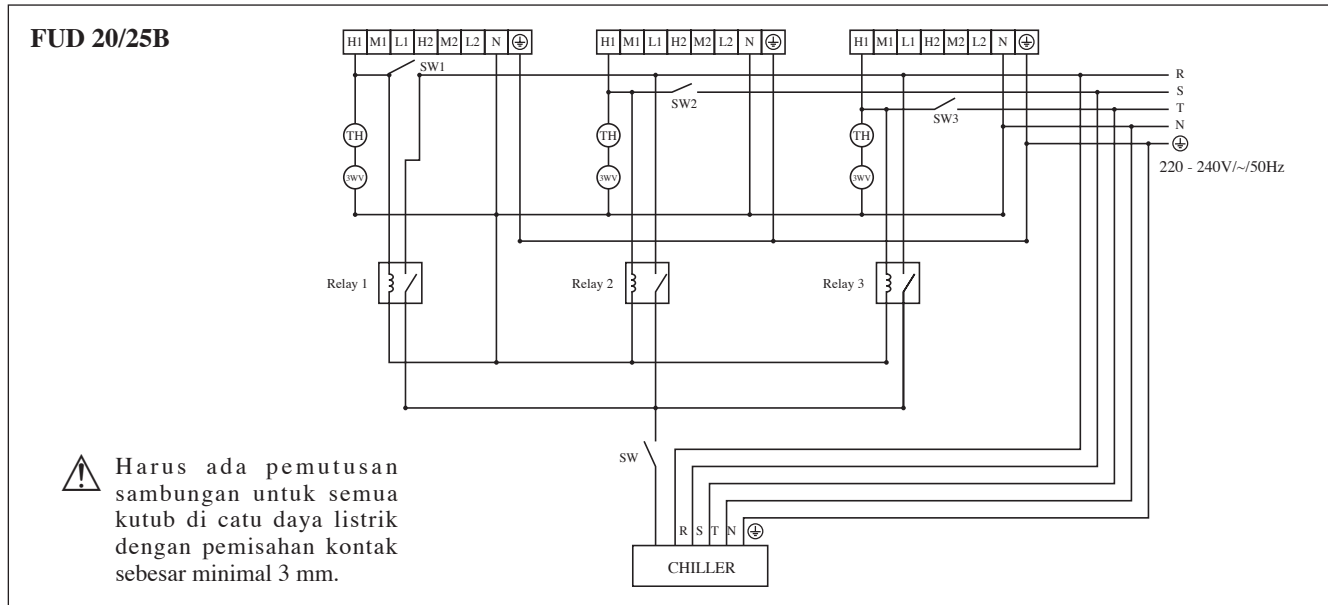 FUD 20/25B
H1 M1 L1 H2 M2 L2 N
H1 M1 L1 H2 M2 L2 N
H1 M1 L1 H2 M2 L2 N
SW1
SW2
SW3
R
S
T
N
220 - 240V/~/50Hz
TH
TH
TH
3WV
3WV
3WV
Relay 1
Relay 2
Relay 3
SW
R S T N
CHILLER
Harus ada pemutusan
sambungan untuk semua
kutub di catu daya listrik
dengan pemisahan kontak
sebesar minimal 3 mm.